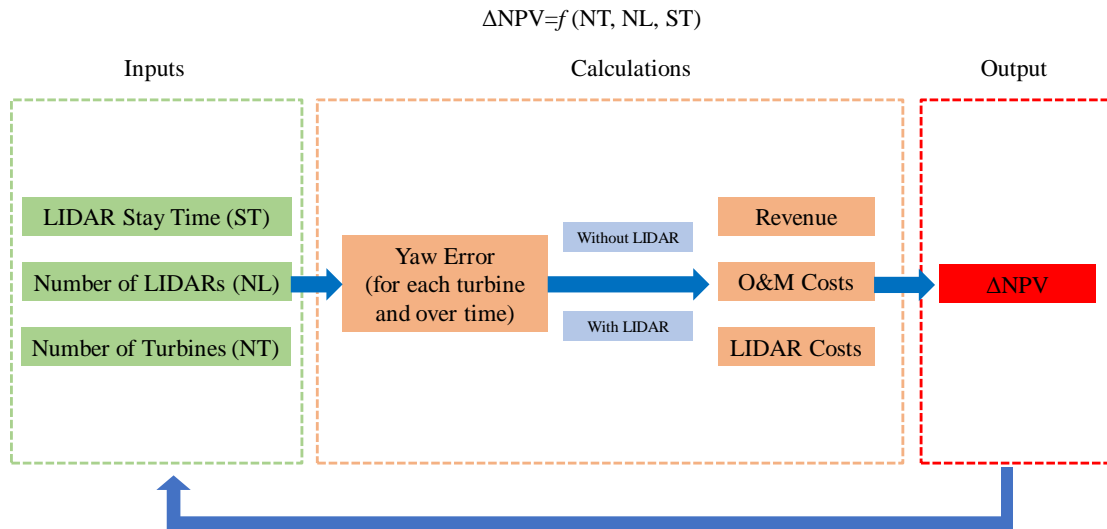 ΔNPV=f (NT, NL, ST)
Inputs
Calculations
Output
LIDAR Stay Time (ST)
Number of LIDARs (NL)
Number of Turbines (NT)
Yaw Error
(for each turbine
and over time)
Without LIDAR
With LIDAR
Revenue
O&M Costs
LIDAR Costs
ΔNPV